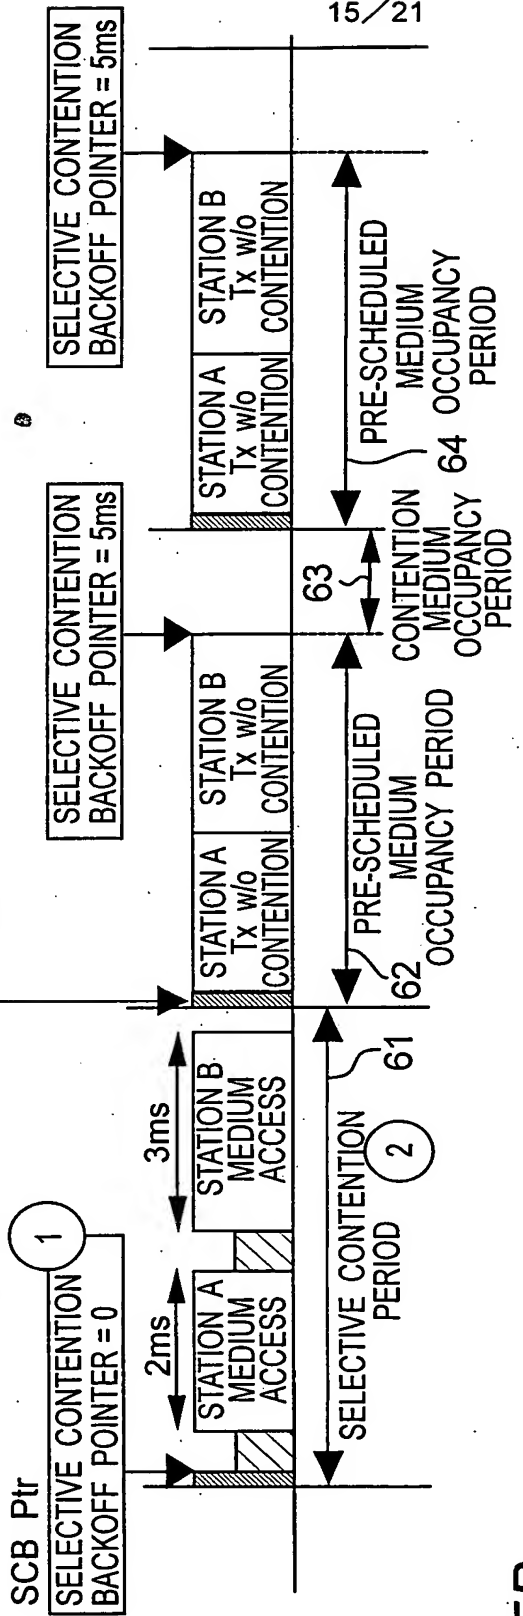 15/21
SCB Ptr
SELECTIVE CONTENTION
BACKOFF POINTER = 0
1
SELECTIVE CONTENTION
BACKOFF POINTER = 5ms
SELECTIVE CONTENTION
BACKOFF POINTER = 5ms
2ms
3ms
STATION A
MEDIUM
ACCESS
STATION B
MEDIUM
ACCESS
STATION A
Tx w/o
CONTENTION
STATION B
Tx w/o
CONTENTION
STATION A
Tx w/o
CONTENTION
STATION B
Tx w/o
CONTENTION
SELECTIVE CONTENTION
PERIOD
2
61
62
PRE-SCHEDULED
MEDIUM
OCCUPANCY PERIOD
63
CONTENTION
MEDIUM
OCCUPANCY
PERIOD
64
PRE-SCHEDULED
MEDIUM
OCCUPANCY
PERIOD